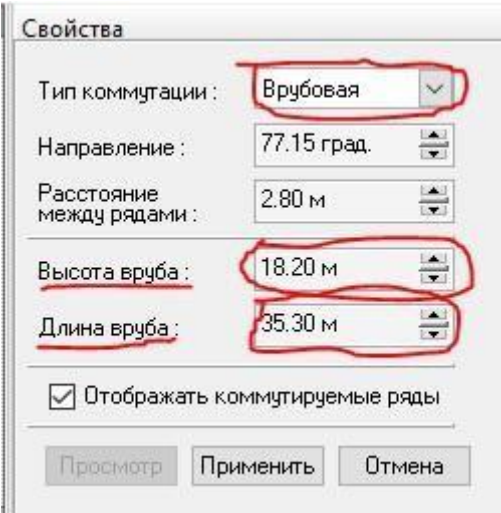 Свойства
Тип коммутации : Врубовая
Направление : 77.15 град.
Расстояние
между рядами : 2.80 м
Высота вруба : 18.20 м
Длина вруба : 35.30 м
Отображать коммутируемые ряды
Просмотр Применить Отмена